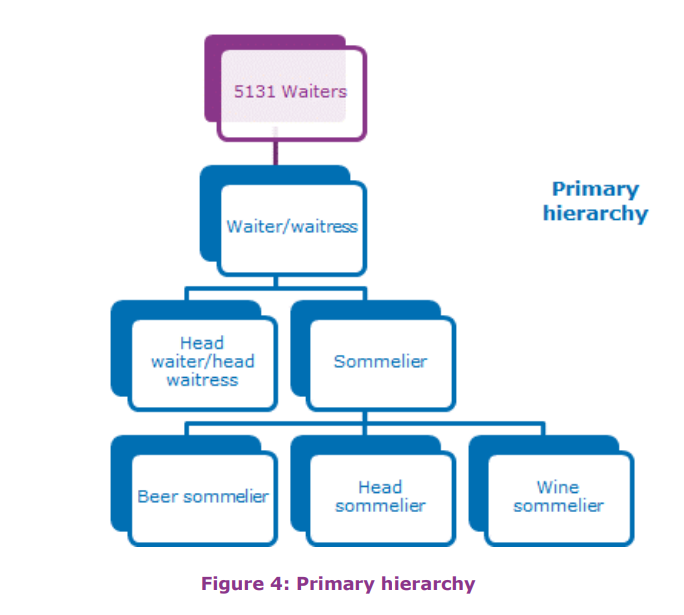 5131 Waiters
Primary
hierarchy
Waiter/waitress
Head
waiter/head
waitress
Sommelier
Beer sommelier
Head
sommelier
Wine
sommelier
Figure 4: Primary hierarchy